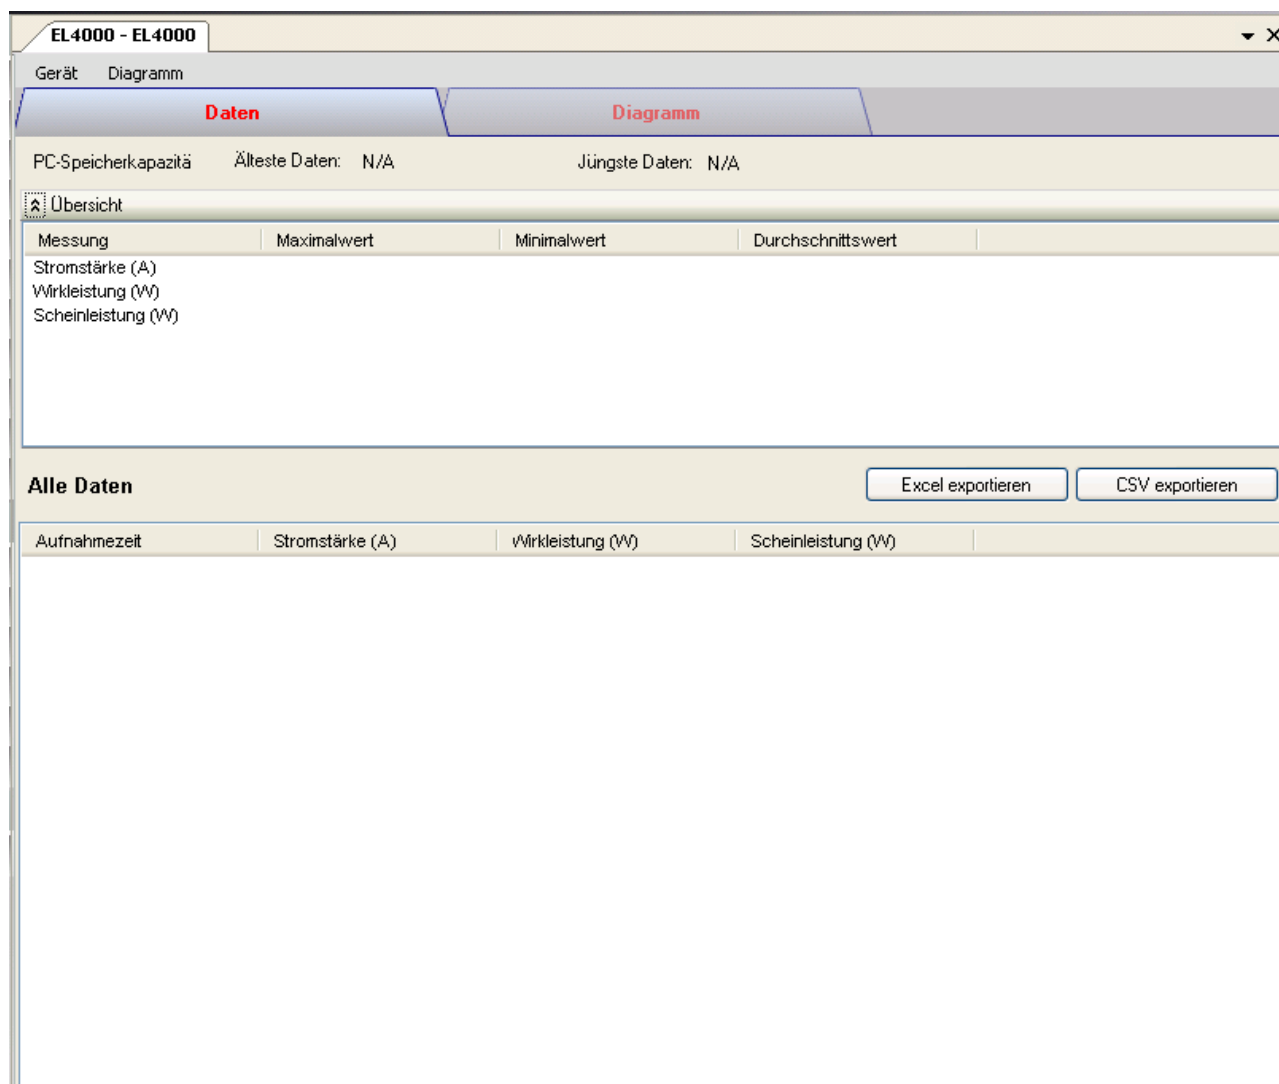 EL4000 - EL4000
Gerät Diagramm
Daten Diagramm
PC-Speicherkapazitä Älteste Daten: N/A Jüngste Daten: N/A
Übersicht
Messung Maximalwert Minimalwert Durchschnittswert
Stromstärke (A)
Wirkleistung (W)
Scheinleistung (W)
Alle Daten Excel exportieren CSV exportieren
Aufnahmezeit Stromstärke (A) Wirkleistung (W) Scheinleistung (W)